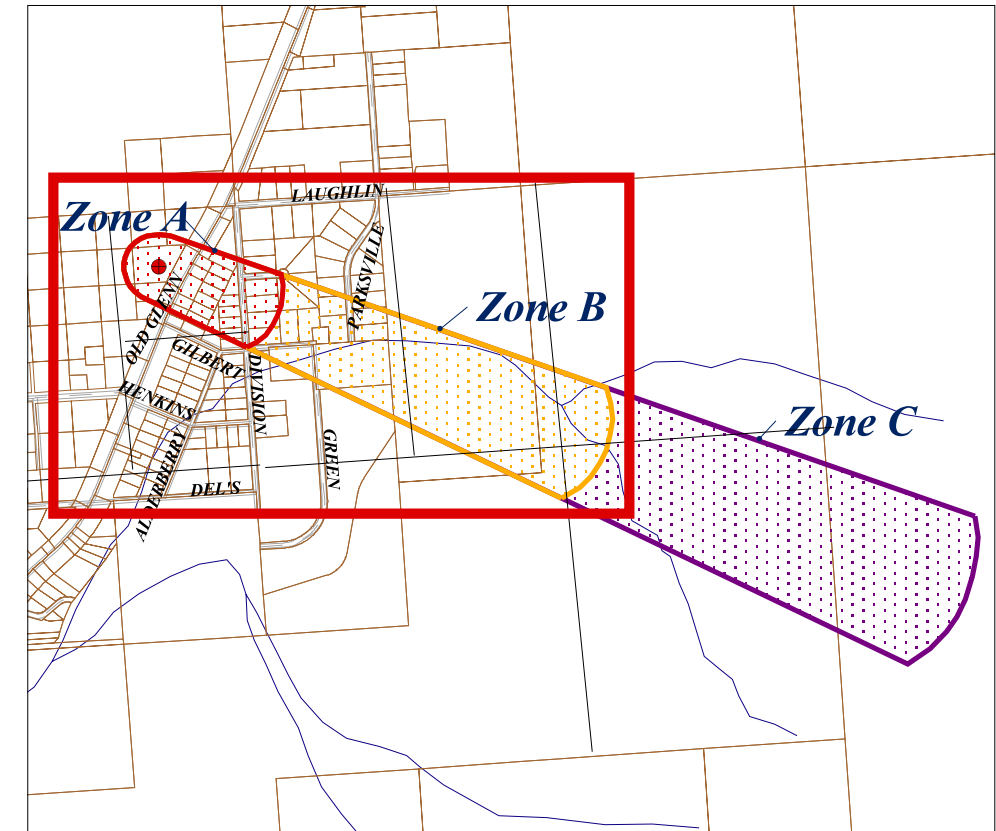 LAUGHLIN
Zone A
PARKSVILLE
Zone B
OLD GLENN
GILBERT
DIVISION
HENKINS
Zone C
GREEN
ALDERBERRY
DEL'S